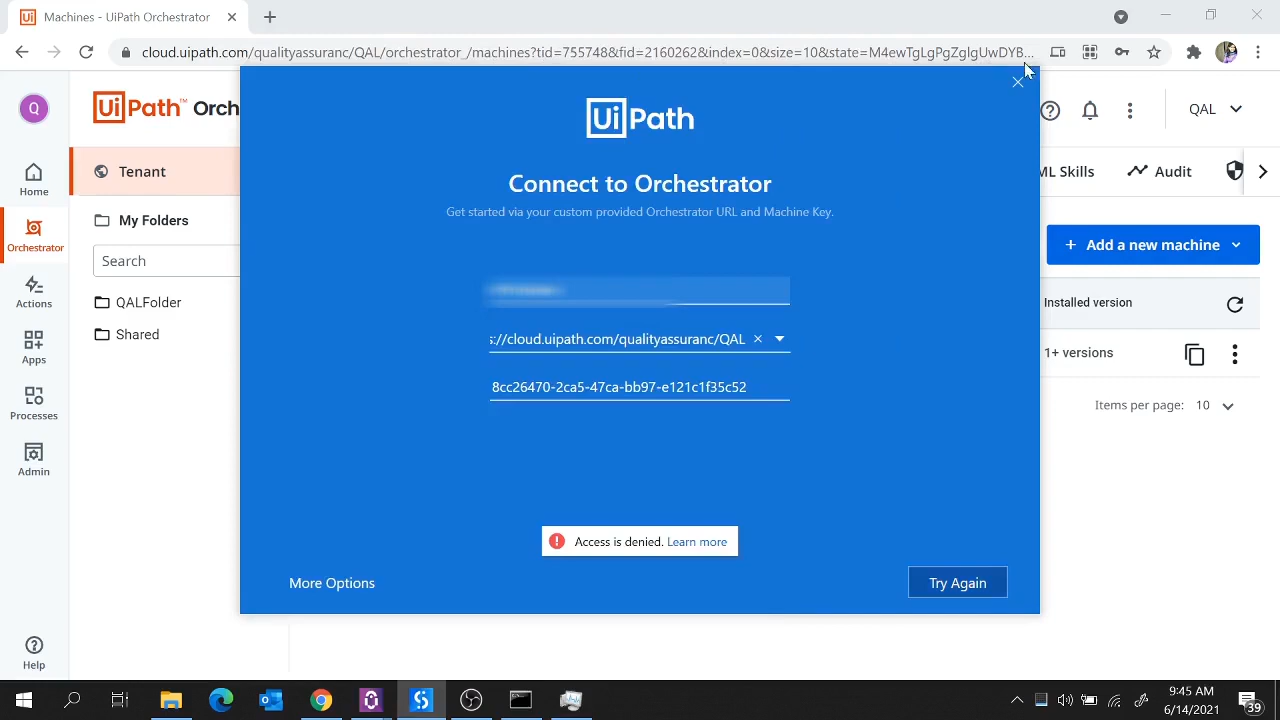 Machines - UiPath Orchestrator
cloud.uipath.com/qualityassuranc/QAL/orchestrator_/machines?tid=755748&fid=2160262&index=0&size=10&state=M4ewTgLgPgZglgUwDYB...
Q
UiPath™ Orch
QAL
Home
Orchestrator
Actions
Apps
Processes
Admin
Help
Tenant
My Folders
Search
QALFolder
Shared
ML Skills
Audit
+ Add a new machine
Installed version
1+ versions
Items per page: 10
UiPath
Connect to Orchestrator
Get started via your custom provided Orchestrator URL and Machine Key.
s://cloud.uipath.com/qualityassuranc/QAL
8cc26470-2ca5-47ca-bb97-e121c1f35c52
Access is denied. Learn more
More Options
Try Again
9:45 AM
6/14/2021
39